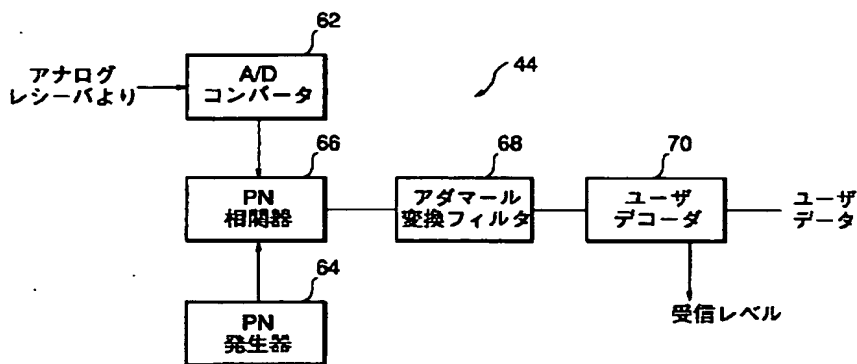 62
アナログ
レシーバより
A/D
コンバータ
44
66
PN
相関器
68
アダマール
変換フィルタ
70
ユーザ
デコーダ
ユーザ
データ
64
PN
発生器
受信レベル